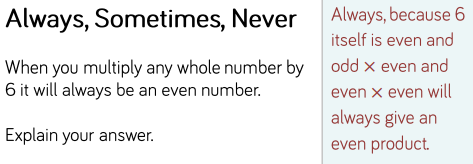 Always, Sometimes, Never
When you multiply any whole number by
6 it will always be an even number.
Explain your answer.
Always, because 6
itself is even and
odd × even and
even × even will
always give an
even product.